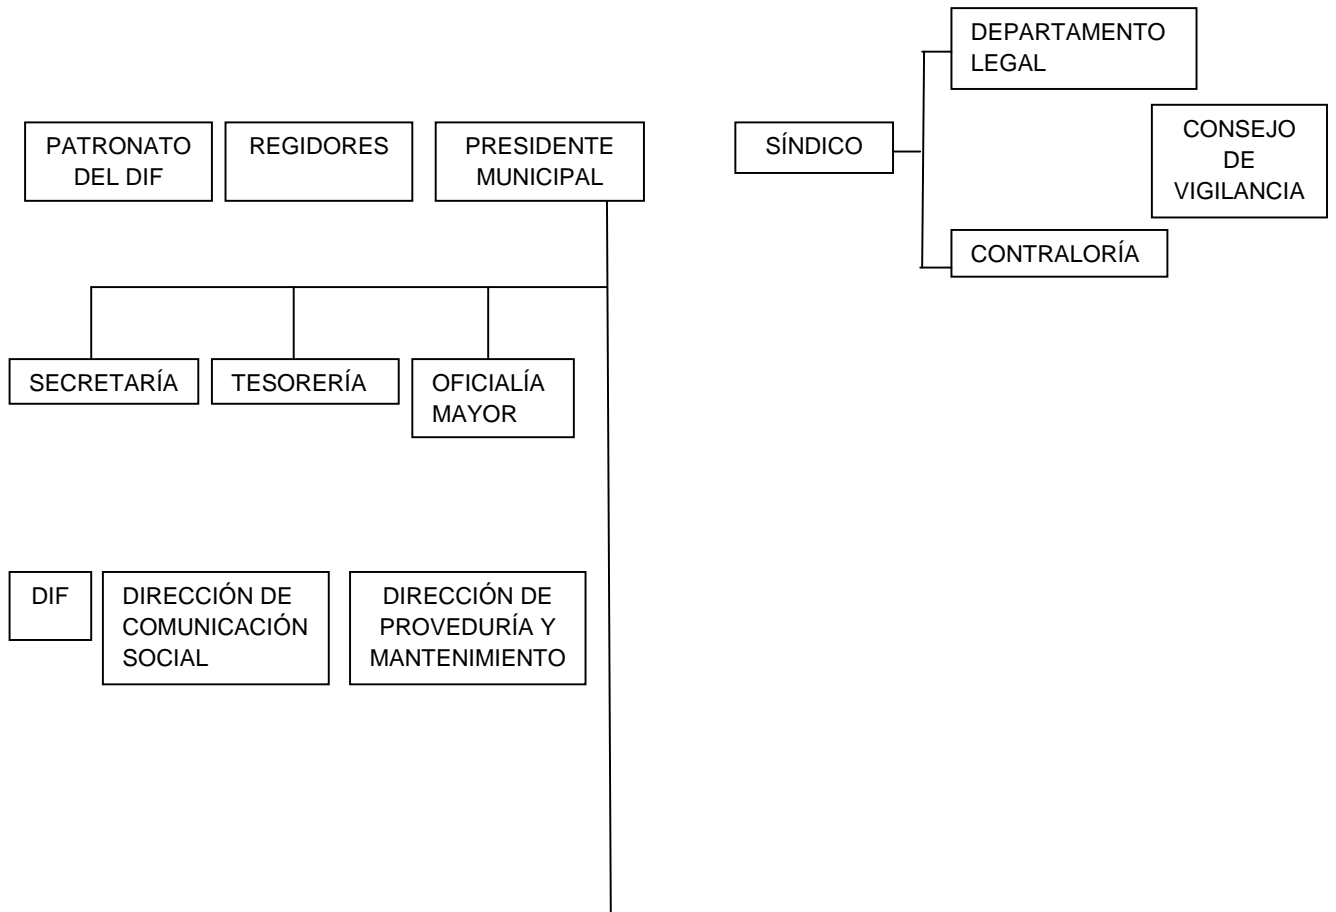 DEPARTAMENTO
LEGAL
PATRONATO
DEL DIF
REGIDORES
PRESIDENTE
MUNICIPAL
SÍNDICO
CONSEJO
DE
VIGILANCIA
CONTRALORÍA
SECRETARÍA
TESORERÍA
OFICIALÍA
MAYOR
DIF
DIRECCIÓN DE
COMUNICACIÓN
SOCIAL
DIRECCIÓN DE
PROVEDURÍA Y
MANTENIMIENTO